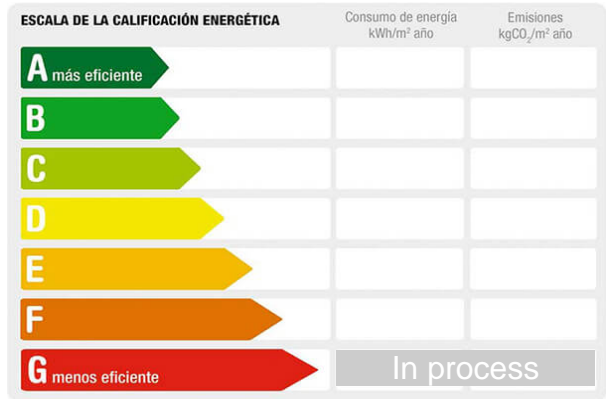 ESCALA DE LA CALIFICACIÓN ENERGÉTICA
Consumo de energía
kWh/m² año
Emisiones
kgCO₂/m² año
A más eficiente
B
C
D
E
F
G menos eficiente
In process